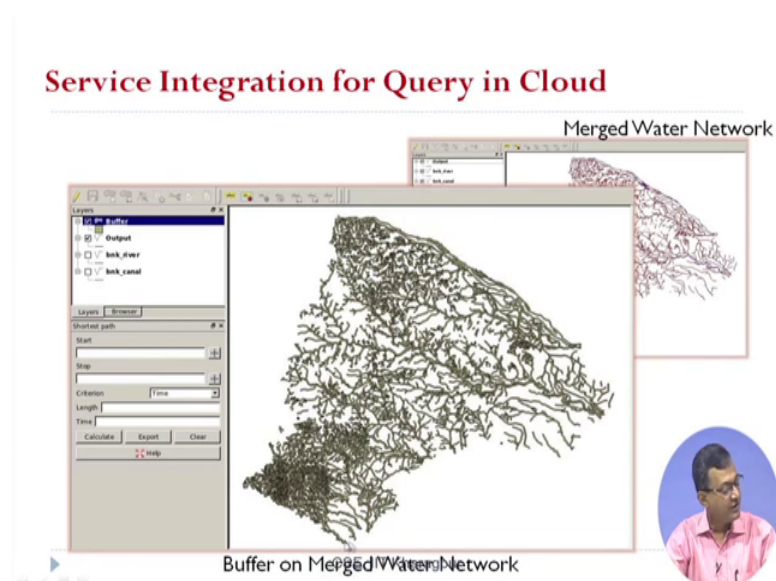 Service Integration for Query in Cloud
Merged Water Network
Layers
Output
bnk_river
bnk_canal
Layers
Buffer
Output
bnk_river
bnk_canal
Layers
Browser
Shortest path
Start
Stop
Criterion
Time
Length
Time
Calculate
Export
Clear
Help
Buffer on Merged Water Network